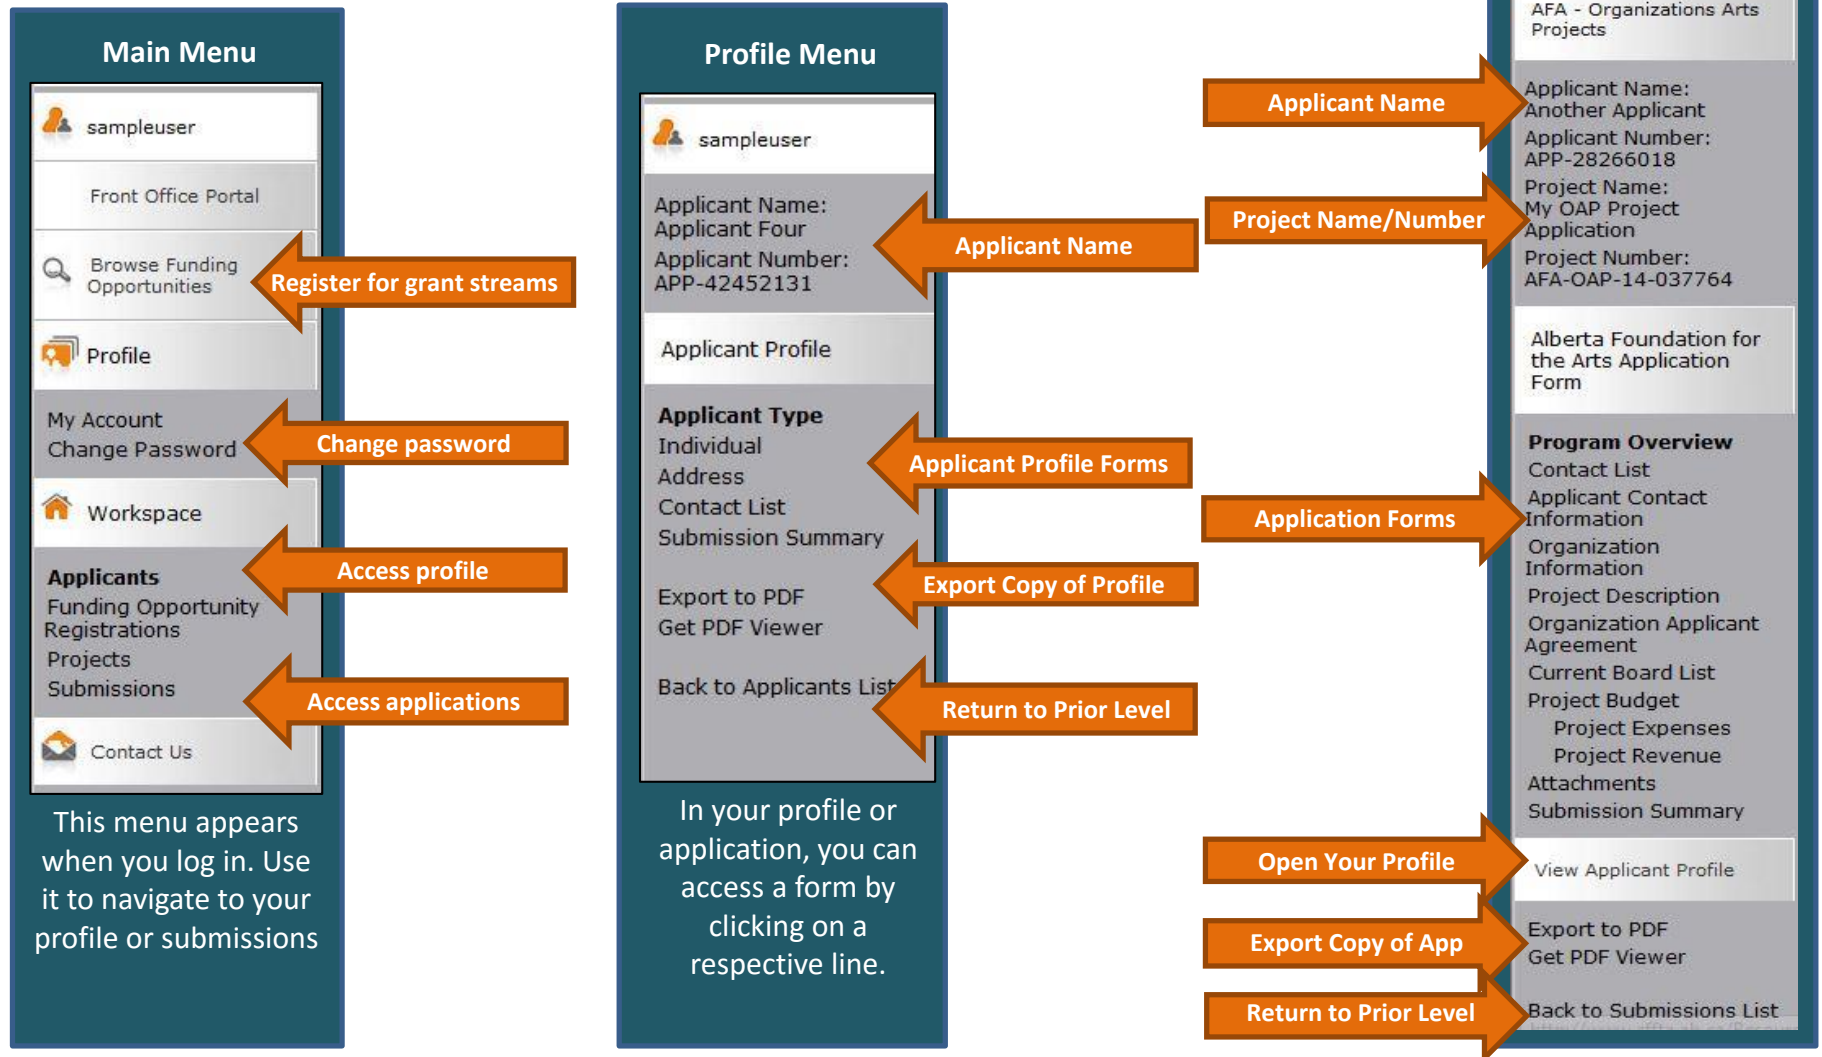 Main Menu
sampleuser
Front Office Portal
Browse Funding
Opportunities
Register for grant streams
Profile
My Account
Change Password
Change password
Workspace
Access profile
Applicants
Funding Opportunity
Registrations
Projects
Submissions
Access applications
Contact Us
This menu appears
when you log in. Use
it to navigate to your
profile or submissions
Profile Menu
sampleuser
Applicant Name:
Applicant Four
Applicant Number:
APP-42452131
Applicant Name
Applicant Profile
Applicant Type
Individual
Address
Contact List
Submission Summary
Applicant Profile Forms
Export to PDF
Get PDF Viewer
Export Copy of Profile
Back to Applicants List
Return to Prior Level
In your profile or
application, you can
access a form by
clicking on a
respective line.
AFA - Organizations Arts
Projects
Applicant Name
Applicant Name:
Another Applicant
Applicant Number:
APP-28266018
Project Name/Number
Project Name:
My OAP Project
Application
Project Number:
AFA-OAP-14-037764
Alberta Foundation for
the Arts Application
Form
Program Overview
Contact List
Applicant Contact
Information
Application Forms
Organization
Information
Project Description
Organization Applicant
Agreement
Current Board List
Project Budget
Project Expenses
Project Revenue
Attachments
Submission Summary
Open Your Profile
View Applicant Profile
Export Copy of App
Export to PDF
Get PDF Viewer
Return to Prior Level
Back to Submissions List